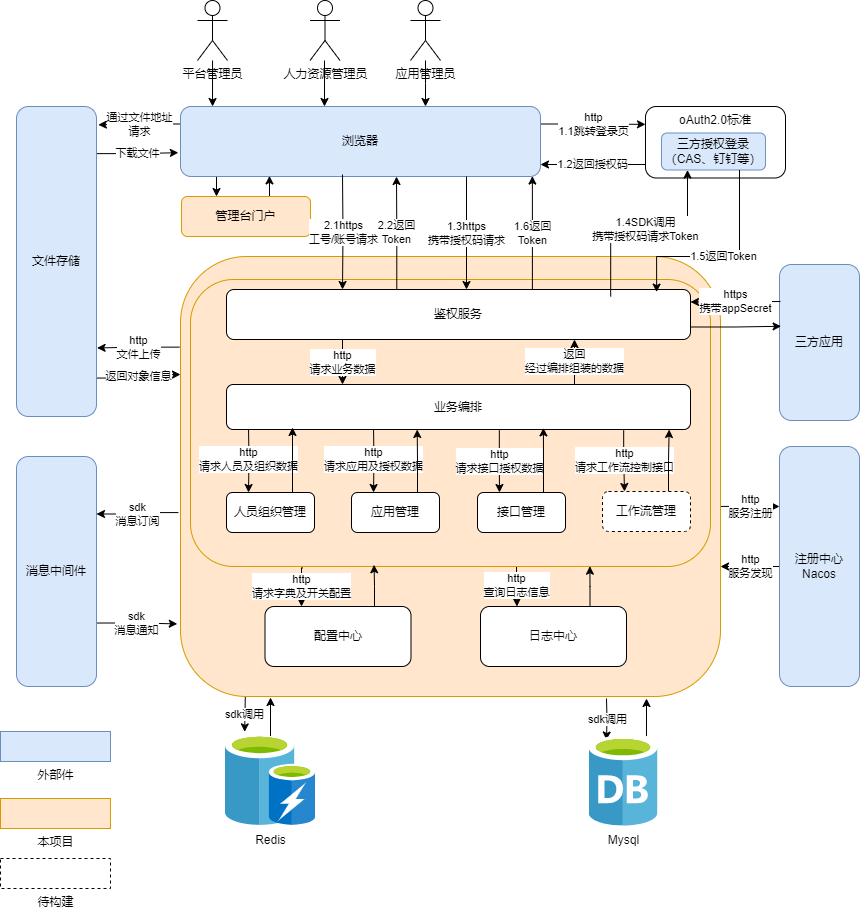 平台管理员
人力资源管理员
应用管理员
通过文件地址
请求
下载文件
浏览器
http
1.1跳转登录页
1.2返回授权码
oAuth2.0标准
三方授权登录
（CAS、钉钉等）
管理台门户
2.1https
工号/账号请求
2.2返回
Token
1.3https
携带授权码请求
1.6返回
Token
1.4SDK调用
携带授权码请求Token
1.5返回Token
文件存储
http
文件上传
返回对象信息
鉴权服务
https
携带appSecret
三方应用
http
请求业务数据
返回
经过编排组装的数据
业务编排
http
请求人员及组织数据
http
请求应用及授权数据
http
请求接口授权数据
http
请求工作流控制接口
人员组织管理
应用管理
接口管理
工作流管理
消息中间件
sdk
消息订阅
sdk
消息通知
http
服务注册
http
服务发现
注册中心
Nacos
http
请求字典及开关配置
http
查询日志信息
配置中心
日志中心
sdk调用
sdk调用
DB
Redis
Mysql
外部件
本项目
待构建